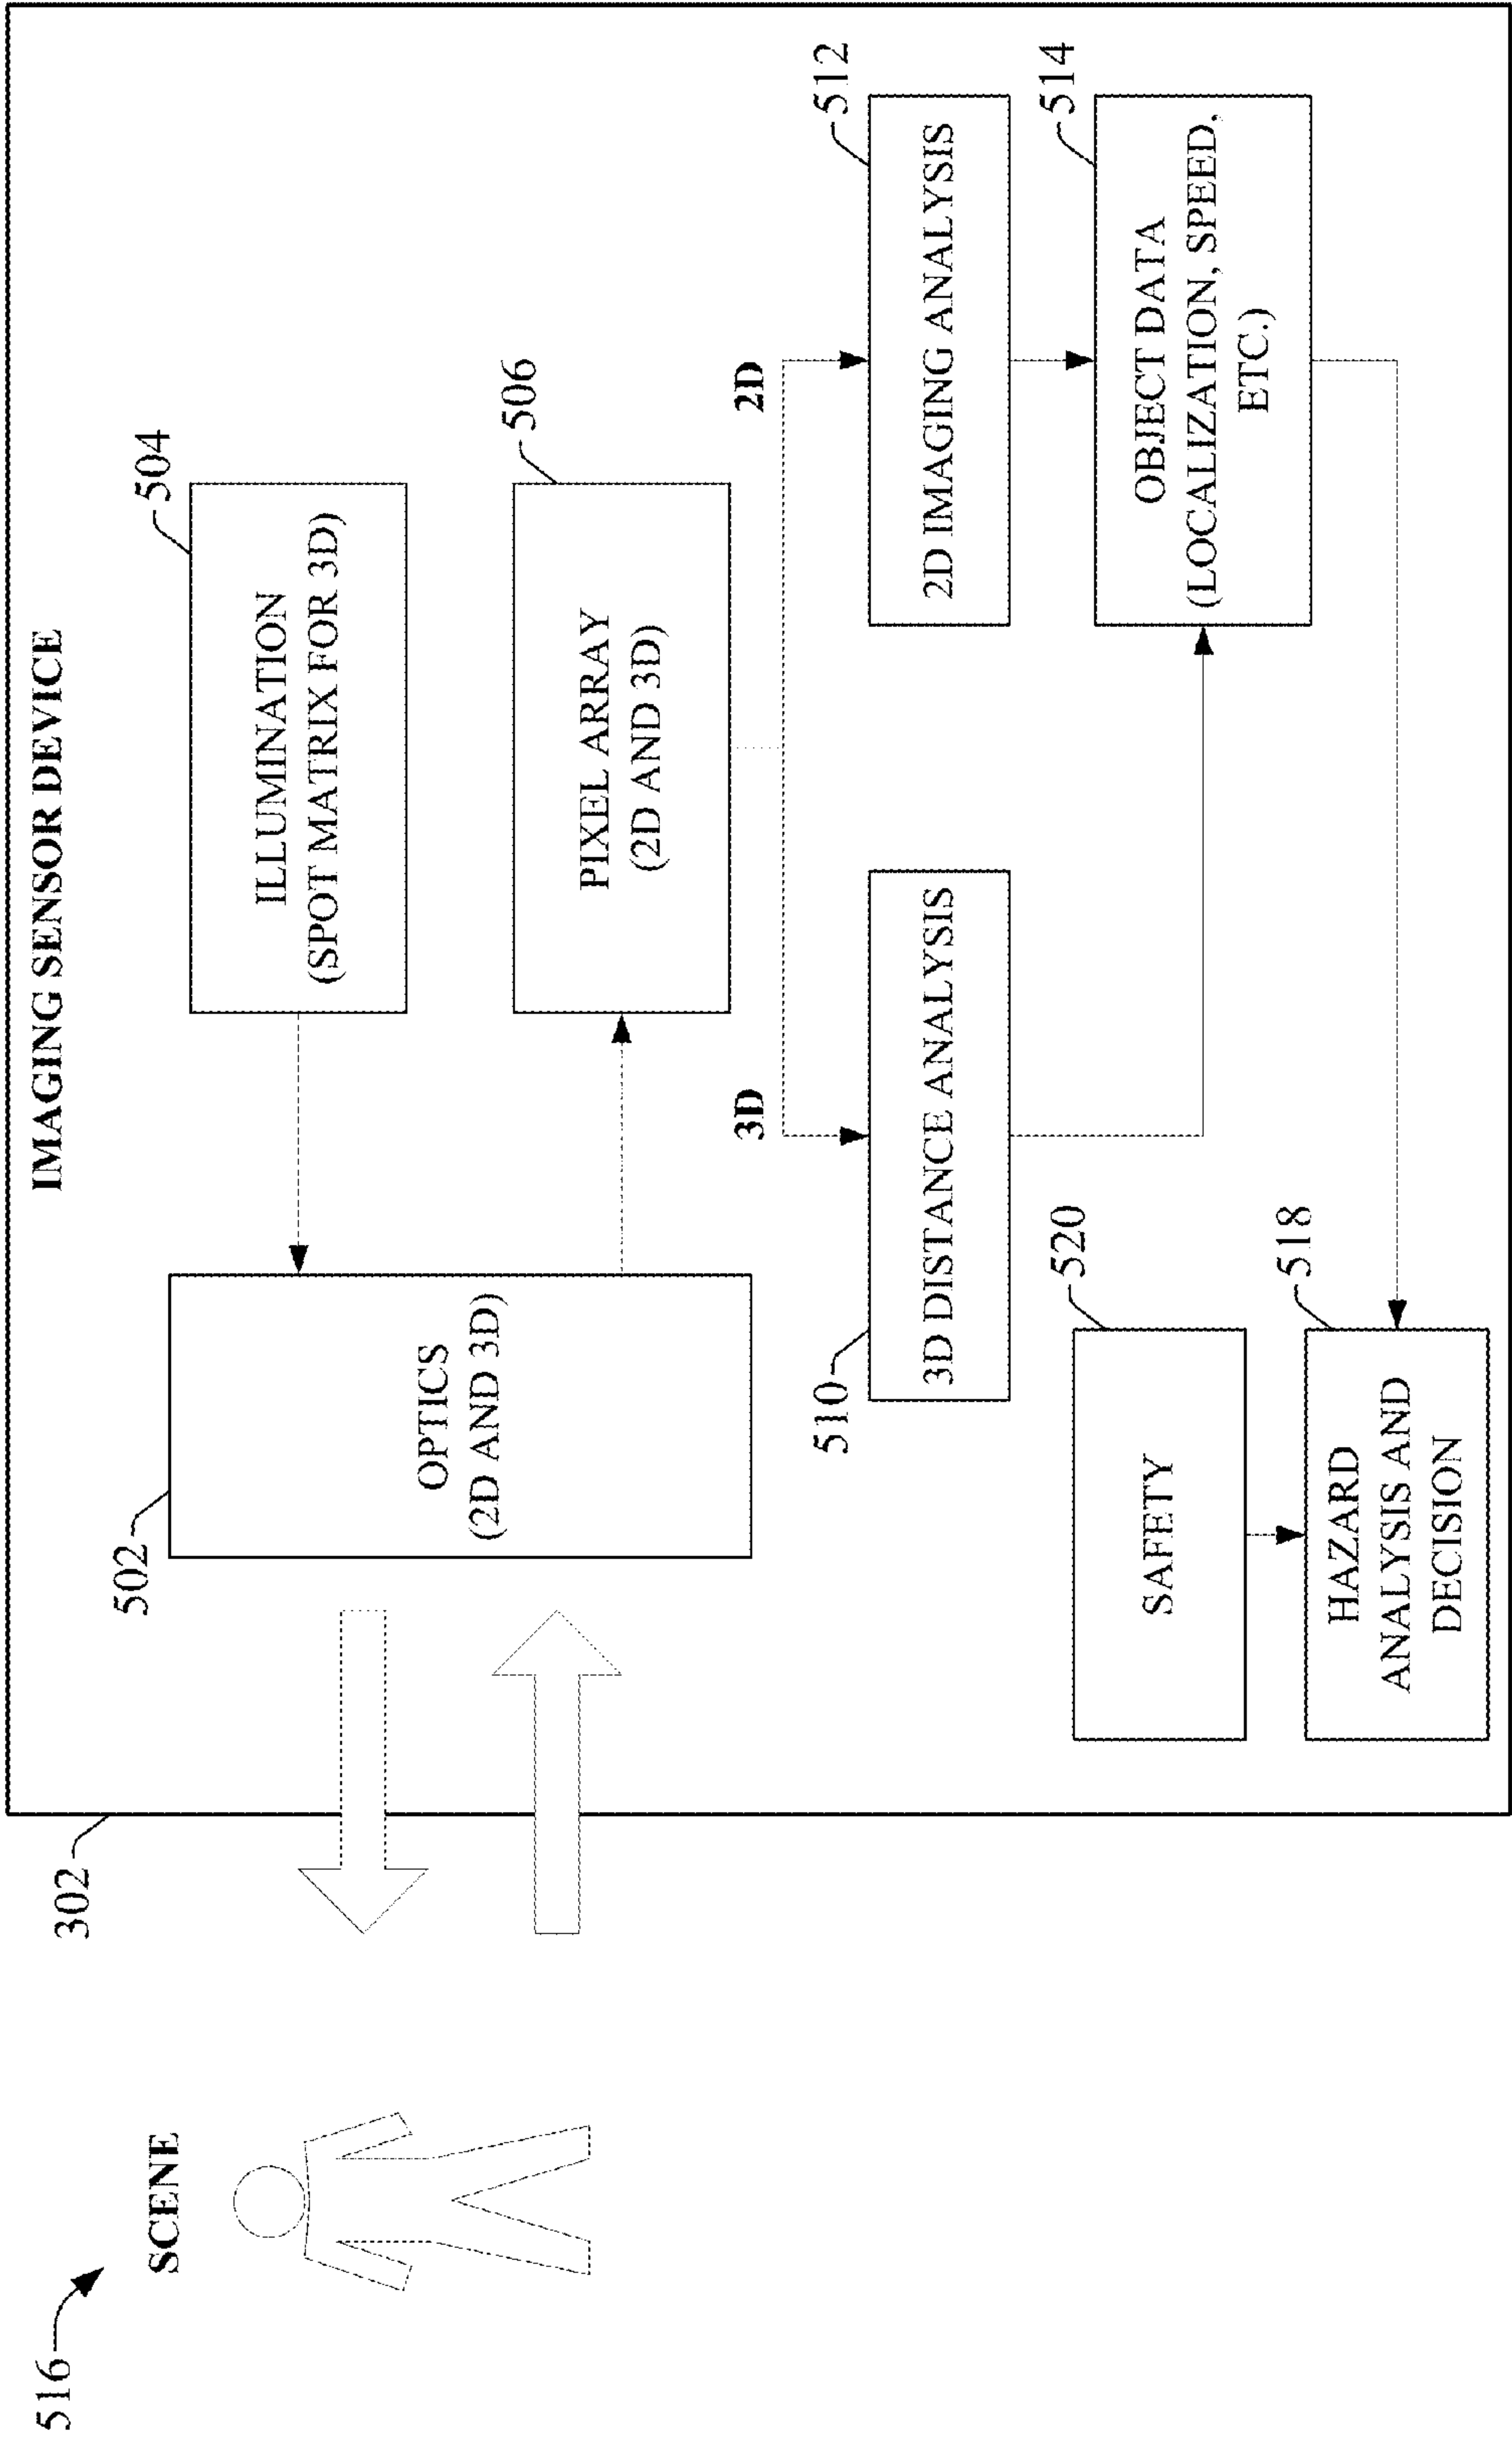 IMAGING SENSOR DEVICE
516
SCENE
302
502
OPTICS
(2D AND 3D)
504
ILLUMINATION
(SPOT MATRIX FOR 3D)
506
PIXEL ARRAY
(2D AND 3D)
3D
2D
510
3D DISTANCE ANALYSIS
512
2D IMAGING ANALYSIS
520
SAFETY
514
OBJECT DATA
(LOCALIZATION, SPEED,
ETC.)
518
HAZARD
ANALYSIS AND
DECISION